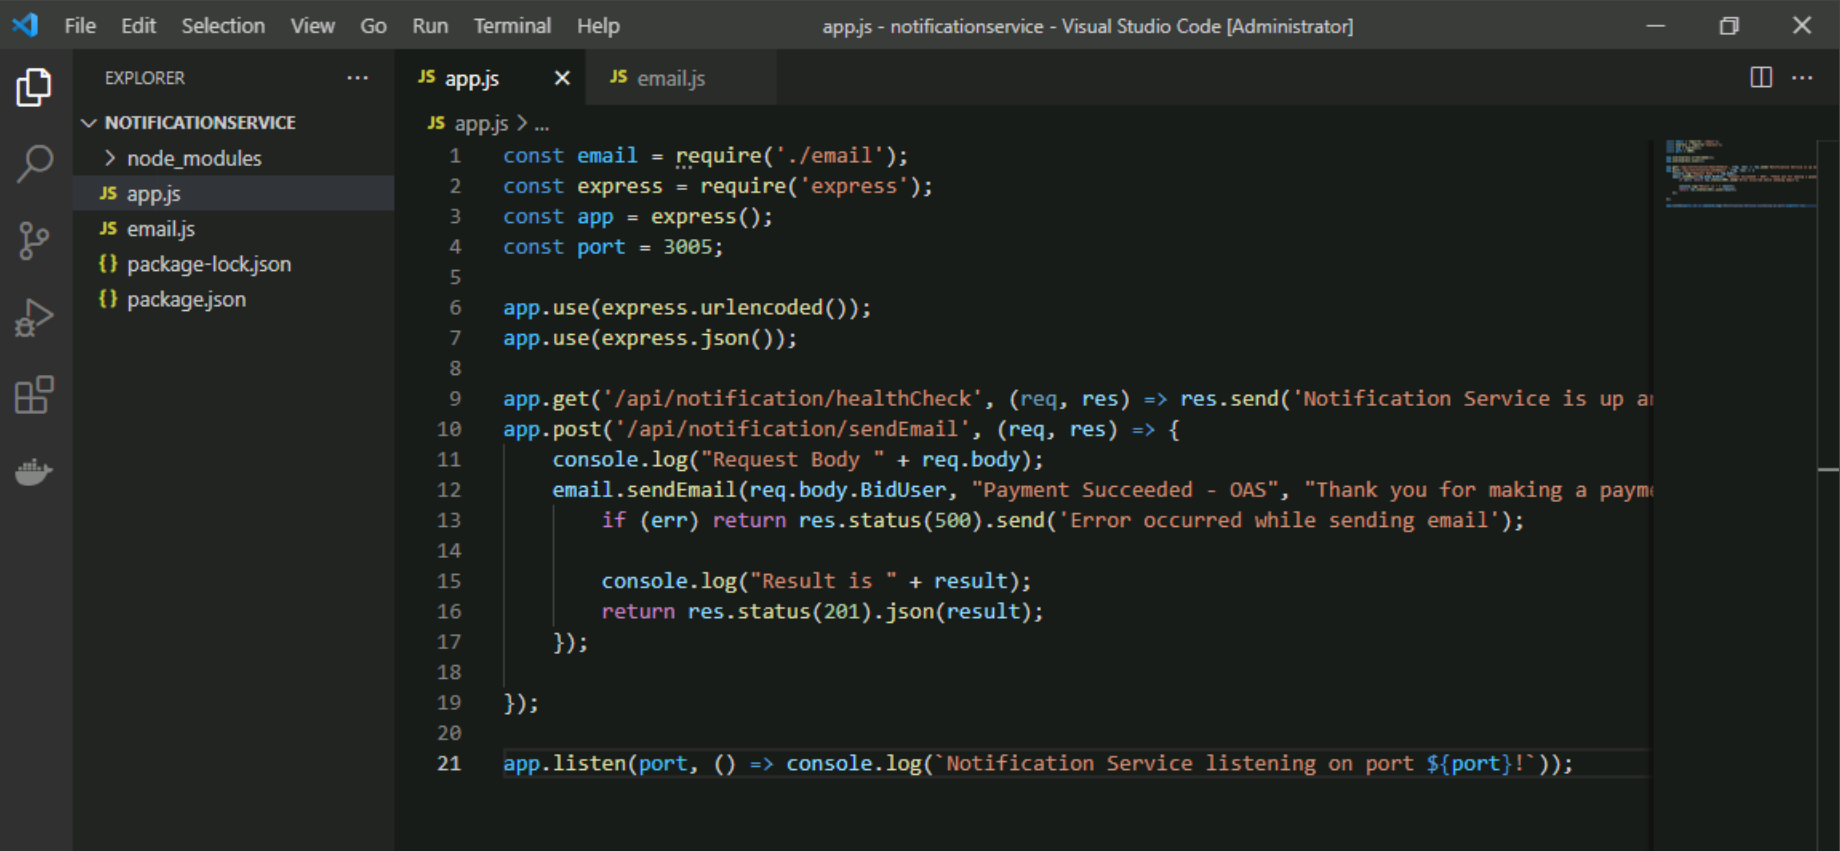 File Edit Selection View Go Run Terminal Help app.js - notificationservice - Visual Studio Code [Administrator]
EXPLORER ···
NOTIFICATIONSERVICE
node_modules
JS app.js
JS email.js
{} package-lock.json
{} package.json
JS app.js × JS email.js
JS app.js > ...
1 const email = require('./email');
2 const express = require('express');
3 const app = express();
4 const port = 3005;
5
6 app.use(express.urlencoded());
7 app.use(express.json());
8
9 app.get('/api/notification/healthCheck', (req, res) => res.send('Notification Service is up
10 app.post('/api/notification/sendEmail', (req, res) => {
11 console.log("Request Body " + req.body);
12 email.sendEmail(req.body.BidUser, "Payment Succeeded - OAS", "Thank you for making a
13 if (err) return res.status(500).send('Error occurred while sending email');
14
15 console.log("Result is " + result);
16 return res.status(201).json(result);
17 });
18
19 });
20
21 app.listen(port, () => console.log(`Notification Service listening on port ${port}!`));